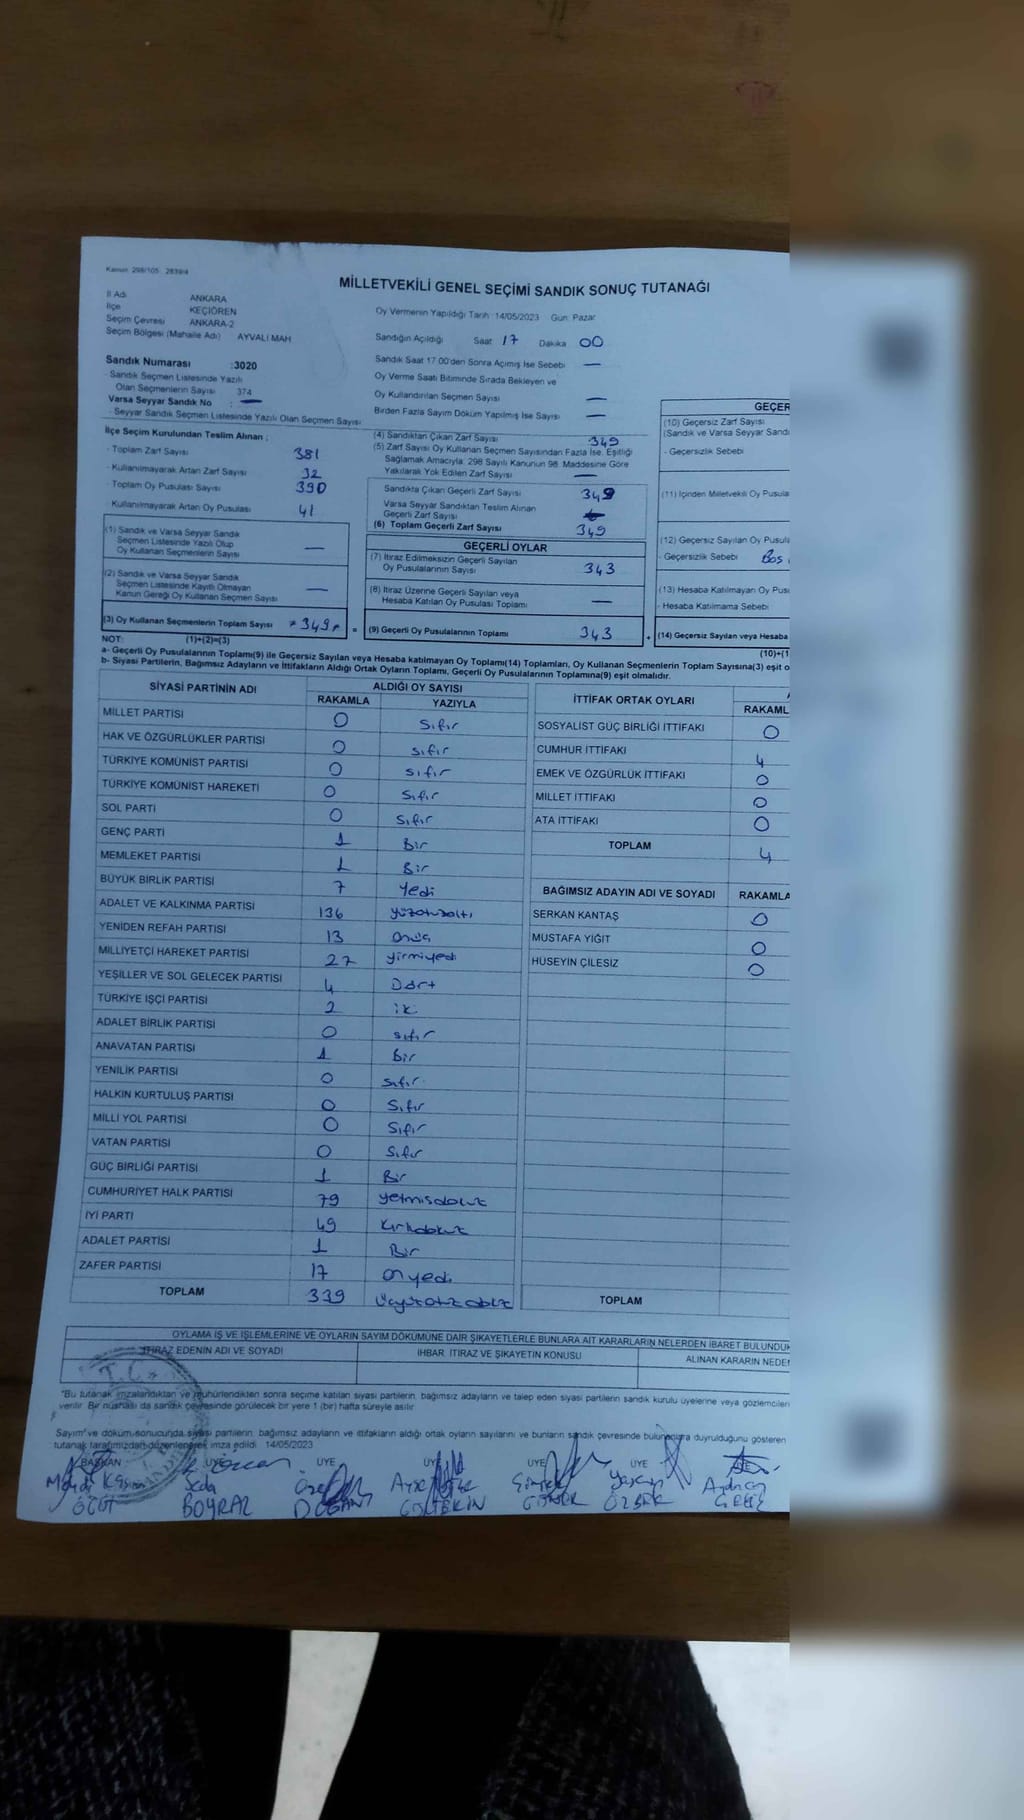 Kanun 298/105 2839/4
MİLLETVEKİLİ GENEL SEÇİMİ SANDIK SONUÇ TUTANAĞI
İl Adı ANKARA
İlçe KEÇİÖREN
Seçim Çevresi ANKARA-2
Seçim Bölgesi (Mahalle Adı) AYVALI MAH
Oy Vermenin Yapıldığı Tarih :14/05/2023 Gün: Pazar
Sandığın Açıldığı Saat 17 Dakika 00
Sandık Saat 17.00'den Sonra Açılmış İse Sebebi —
Oy Verme Saati Bitiminde Sırada Bekleyen ve
Oy Kullandırılan Seçmen Sayısı —
Birden Fazla Sayım Döküm Yapılmış İse Sayısı —
Sandık Numarası :3020
- Sandık Seçmen Listesinde Yazılı
Olan Seçmenlerin Sayısı 374
Varsa Seyyar Sandık No : —
- Seyyar Sandık Seçmen Listesinde Yazılı Olan Seçmen Sayısı
İlçe Seçim Kurulundan Teslim Alınan :
- Toplam Zarf Sayısı 381
- Kullanılmayarak Artan Zarf Sayısı 32
- Toplam Oy Pusulası Sayısı 390
- Kullanılmayarak Artan Oy Pusulası 41
(1) Sandık ve Varsa Seyyar Sandık
Seçmen Listesinde Yazılı Olup
Oy Kullanan Seçmenlerin Sayısı —
(2) Sandık ve Varsa Seyyar Sandık
Seçmen Listesinde Kayıtlı Olmayan
Kanun Gereği Oy Kullanan Seçmen Sayısı —
(3) Oy Kullanan Seçmenlerin Toplam Sayısı 349
(4) Sandıktan Çıkan Zarf Sayısı 349
(5) Zarf Sayısı Oy Kullanan Seçmen Sayısından Fazla İse, Eşitliği
Sağlamak Amacıyla, 298 Sayılı Kanunun 98. Maddesine Göre
Yakılarak Yok Edilen Zarf Sayısı —
Sandıkta Çıkan Geçerli Zarf Sayısı 349
Varsa Seyyar Sandıktan Teslim Alınan
Geçerli Zarf Sayısı
(6) Toplam Geçerli Zarf Sayısı 349
GEÇERLİ OYLAR
(7) İtiraz Edilmeksizin Geçerli Sayılan
Oy Pusulalarının Sayısı 343
(8) İtiraz Üzerine Geçerli Sayılan veya
Hesaba Katılan Oy Pusulası Toplamı —
= (9) Geçerli Oy Pusulalarının Toplamı 343 +
GEÇER
(10) Geçersiz Zarf Sayısı
(Sandık ve Varsa Seyyar Sandı
- Geçersizlik Sebebi
(11) İçinden Milletvekili Oy Pusula
(12) Geçersiz Sayılan Oy Pusul
- Geçersizlik Sebebi Boş
(13) Hesaba Katılmayan Oy Pus
- Hesaba Katılmama Sebebi
(14) Geçersiz Sayılan veya Hesaba
NOT: (1)+(2)=(3) (10)+(1
a- Geçerli Oy Pusulalarının Toplamı(9) ile Geçersiz Sayılan veya Hesaba katılmayan Oy Toplamı(14) Toplamları, Oy Kullanan Seçmenlerin Toplam Sayısına(3) eşit o
b- Siyasi Partilerin, Bağımsız Adayların ve İttifakların Aldığı Ortak Oyların Toplamı, Geçerli Oy Pusulalarının Toplamına(9) eşit olmalıdır.
SİYASİ PARTİNİN ADI ALDIĞI OY SAYISI
RAKAMLA YAZIYLA
MİLLET PARTİSİ 0 Sıfır
HAK VE ÖZGÜRLÜKLER PARTİSİ 0 sıfır
TÜRKİYE KOMÜNİST PARTİSİ 0 sıfır
TÜRKİYE KOMÜNİST HAREKETİ 0 Sıfır
SOL PARTİ 0 Sıfır
GENÇ PARTİ 1 Bir
MEMLEKET PARTİSİ 1 Bir
BÜYÜK BİRLİK PARTİSİ 7 Yedi
ADALET VE KALKINMA PARTİSİ 136 yüzotuzaltı
YENİDEN REFAH PARTİSİ 13 onüç
MİLLİYETÇİ HAREKET PARTİSİ 27 yirmiyedi
YEŞİLLER VE SOL GELECEK PARTİSİ 4 Dört
TÜRKİYE İŞÇİ PARTİSİ 2 iki
ADALET BİRLİK PARTİSİ 0 sıfır
ANAVATAN PARTİSİ 1 Bir
YENİLİK PARTİSİ 0 Sıfır
HALKIN KURTULUŞ PARTİSİ 0 Sıfır
MİLLİ YOL PARTİSİ 0 Sıfır
VATAN PARTİSİ 0 Sıfır
GÜÇ BİRLİĞİ PARTİSİ 1 Bir
CUMHURİYET HALK PARTİSİ 79 yetmisdokuz
İYİ PARTİ 49 kırkdokuz
ADALET PARTİSİ 1 Bir
ZAFER PARTİSİ 17 onyedi
TOPLAM 339 üçyüzotuzdokuz
İTTİFAK ORTAK OYLARI RAKAML
SOSYALİST GÜÇ BİRLİĞİ İTTİFAKI 0
CUMHUR İTTİFAKI 4
EMEK VE ÖZGÜRLÜK İTTİFAKI 0
MİLLET İTTİFAKI 0
ATA İTTİFAKI 0
TOPLAM 4
BAĞIMSIZ ADAYIN ADI VE SOYADI RAKAMLA
SERKAN KANTAŞ 0
MUSTAFA YİĞİT 0
HÜSEYİN ÇİLESİZ 0
TOPLAM
OYLAMA İŞ VE İŞLEMLERİNE VE OYLARIN SAYIM DÖKÜMÜNE DAİR ŞİKAYETLERLE BUNLARA AİT KARARLARIN NELERDEN İBARET BULUNDUK
İTİRAZ EDENİN ADI VE SOYADI İHBAR, İTİRAZ VE ŞİKAYETİN KONUSU ALINAN KARARIN NEDE
T.C.
"Bu tutanak imzalandıktan ve mühürlendikten sonra seçime katılan siyasi partilerin, bağımsız adayların ve talep eden siyasi partilerin sandık kurulu üyelerine veya gözlemcileri
verilir. Bir nüshası da sandık çevresinde görülecek bir yere 1 (bir) hafta süreyle asılır.
Sayım ve döküm sonucunda siyasi partilerin, bağımsız adayların ve ittifakların aldığı ortak oyların sayılarını ve bunların sandık çevresinde bulunanlara duyrulduğunu gösteren
tutanak tarafımızdan düzenlenerek imza edildi. 14/05/2023
BAŞKAN ÜYE ÜYE ÜYE ÜYE ÜYE ÜYE
Seda
BOYRAZ
DOĞAN